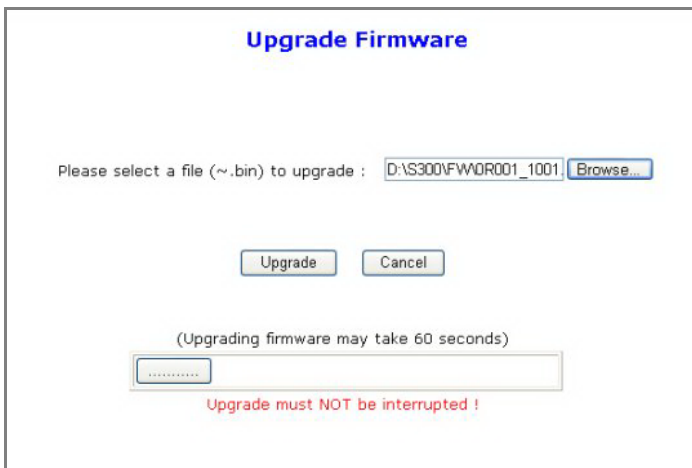 Upgrade Firmware
Please select a file (~.bin) to upgrade : D:\S300\FW\0R001_1001. Browse...
Upgrade Cancel
(Upgrading firmware may take 60 seconds)
...........
Upgrade must NOT be interrupted !